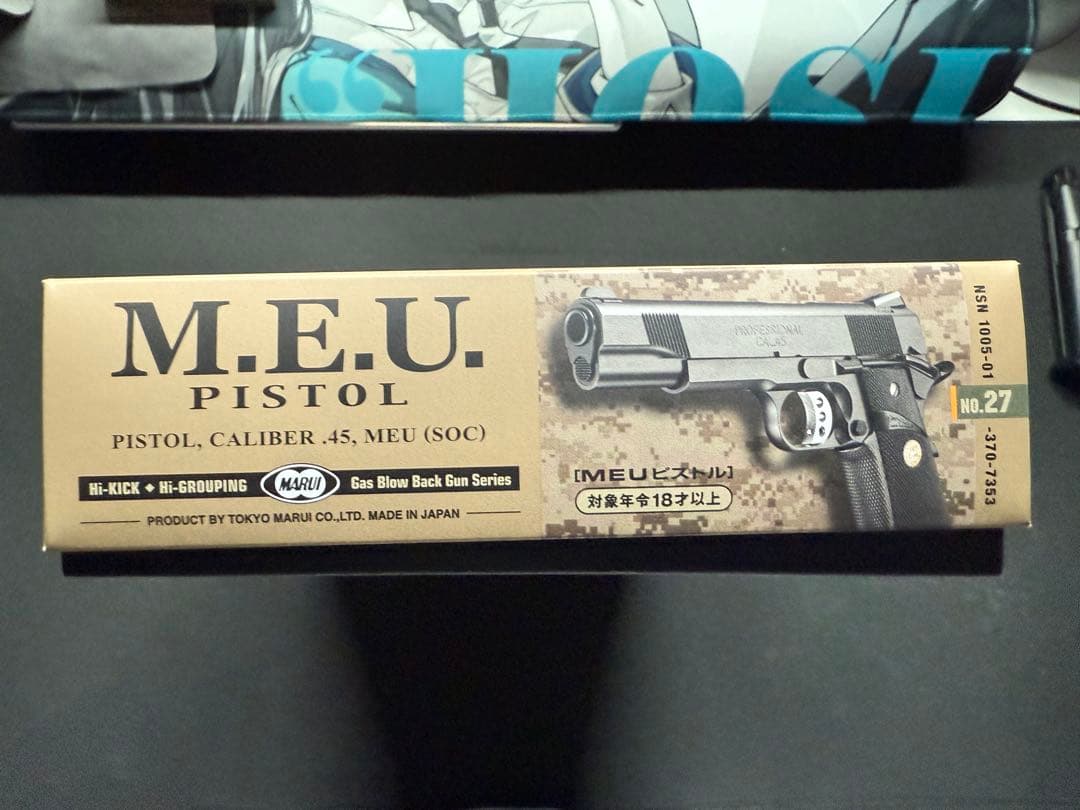 “HOSI
M.E.U.
PISTOL
PISTOL, CALIBER .45, MEU (SOC)
Hi-KICK ◆ Hi-GROUPING MARUI Gas Blow Back Gun Series
PRODUCT BY TOKYO MARUI CO.,LTD. MADE IN JAPAN
PROFESSIONAL
CAL.45
[MEUピストル]
対象年令18才以上
NSN 1005-01
NO.27
-370-7353